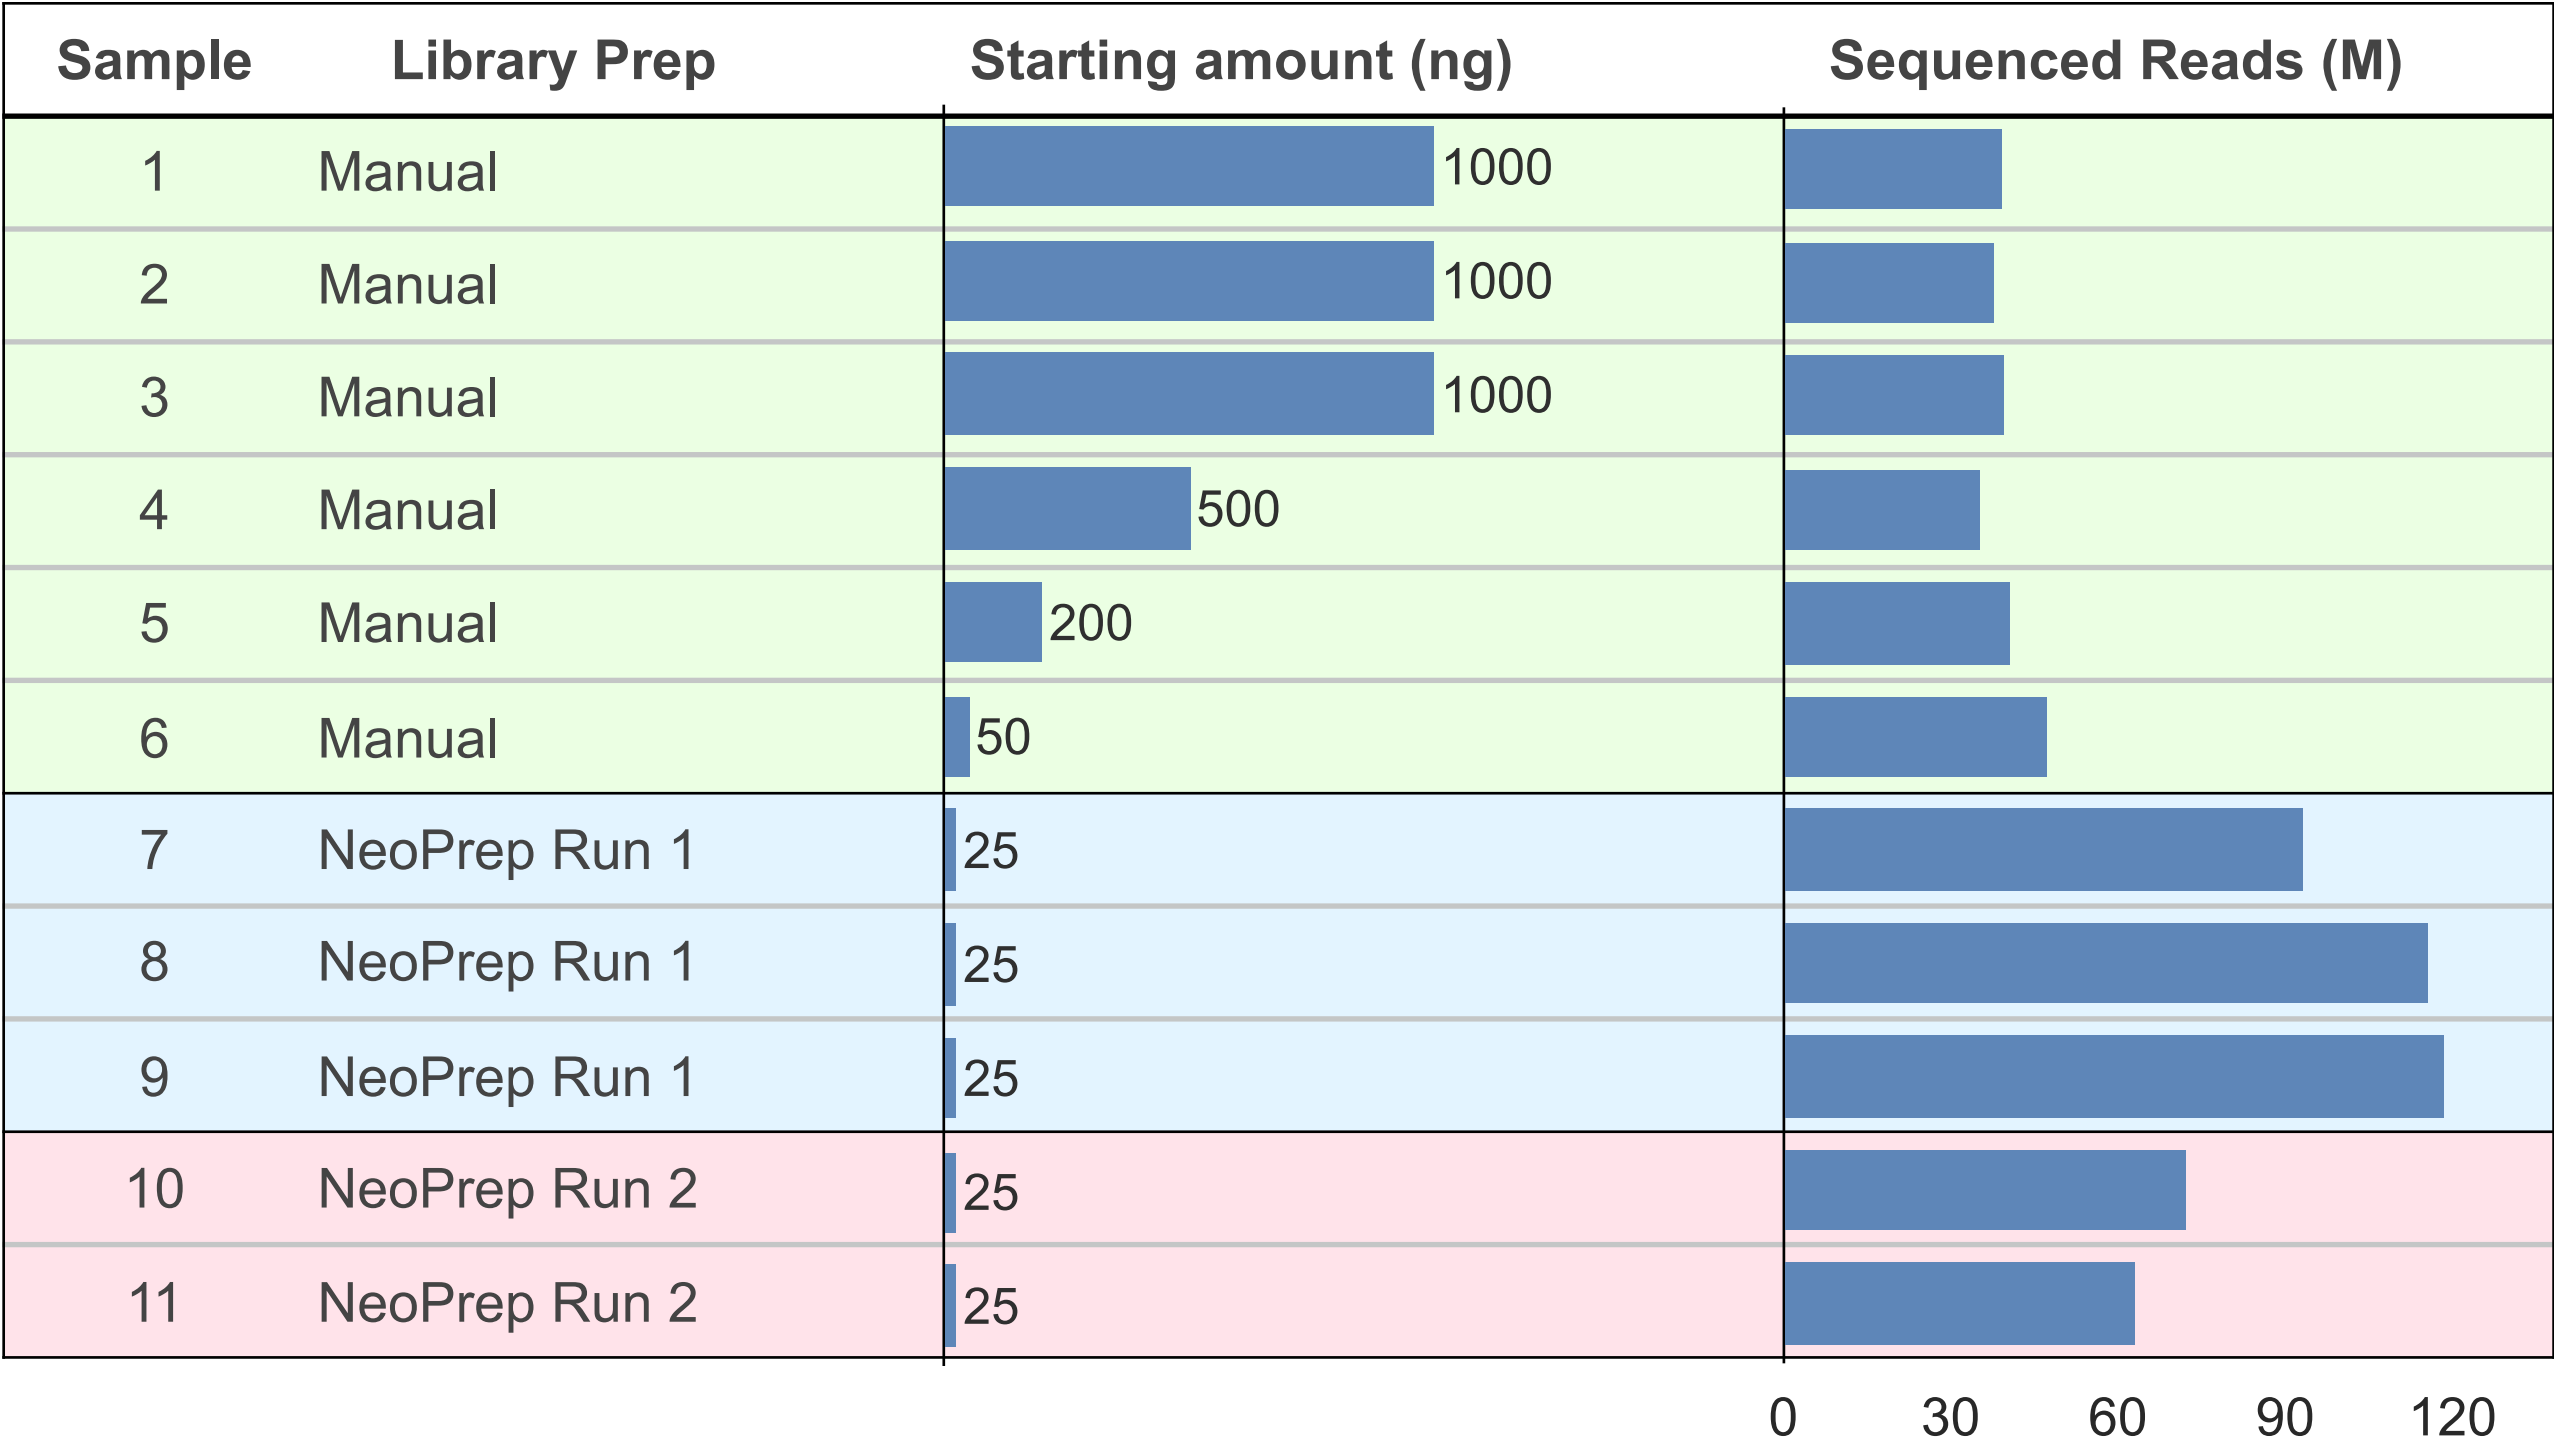 Sample Library Prep Starting amount (ng) Sequenced Reads (M)
1 Manual 1000
2 Manual 1000
3 Manual 1000
4 Manual 500
5 Manual 200
6 Manual 50
7 NeoPrep Run 1 25
8 NeoPrep Run 1 25
9 NeoPrep Run 1 25
10 NeoPrep Run 2 25
11 NeoPrep Run 2 25
0 30 60 90 120